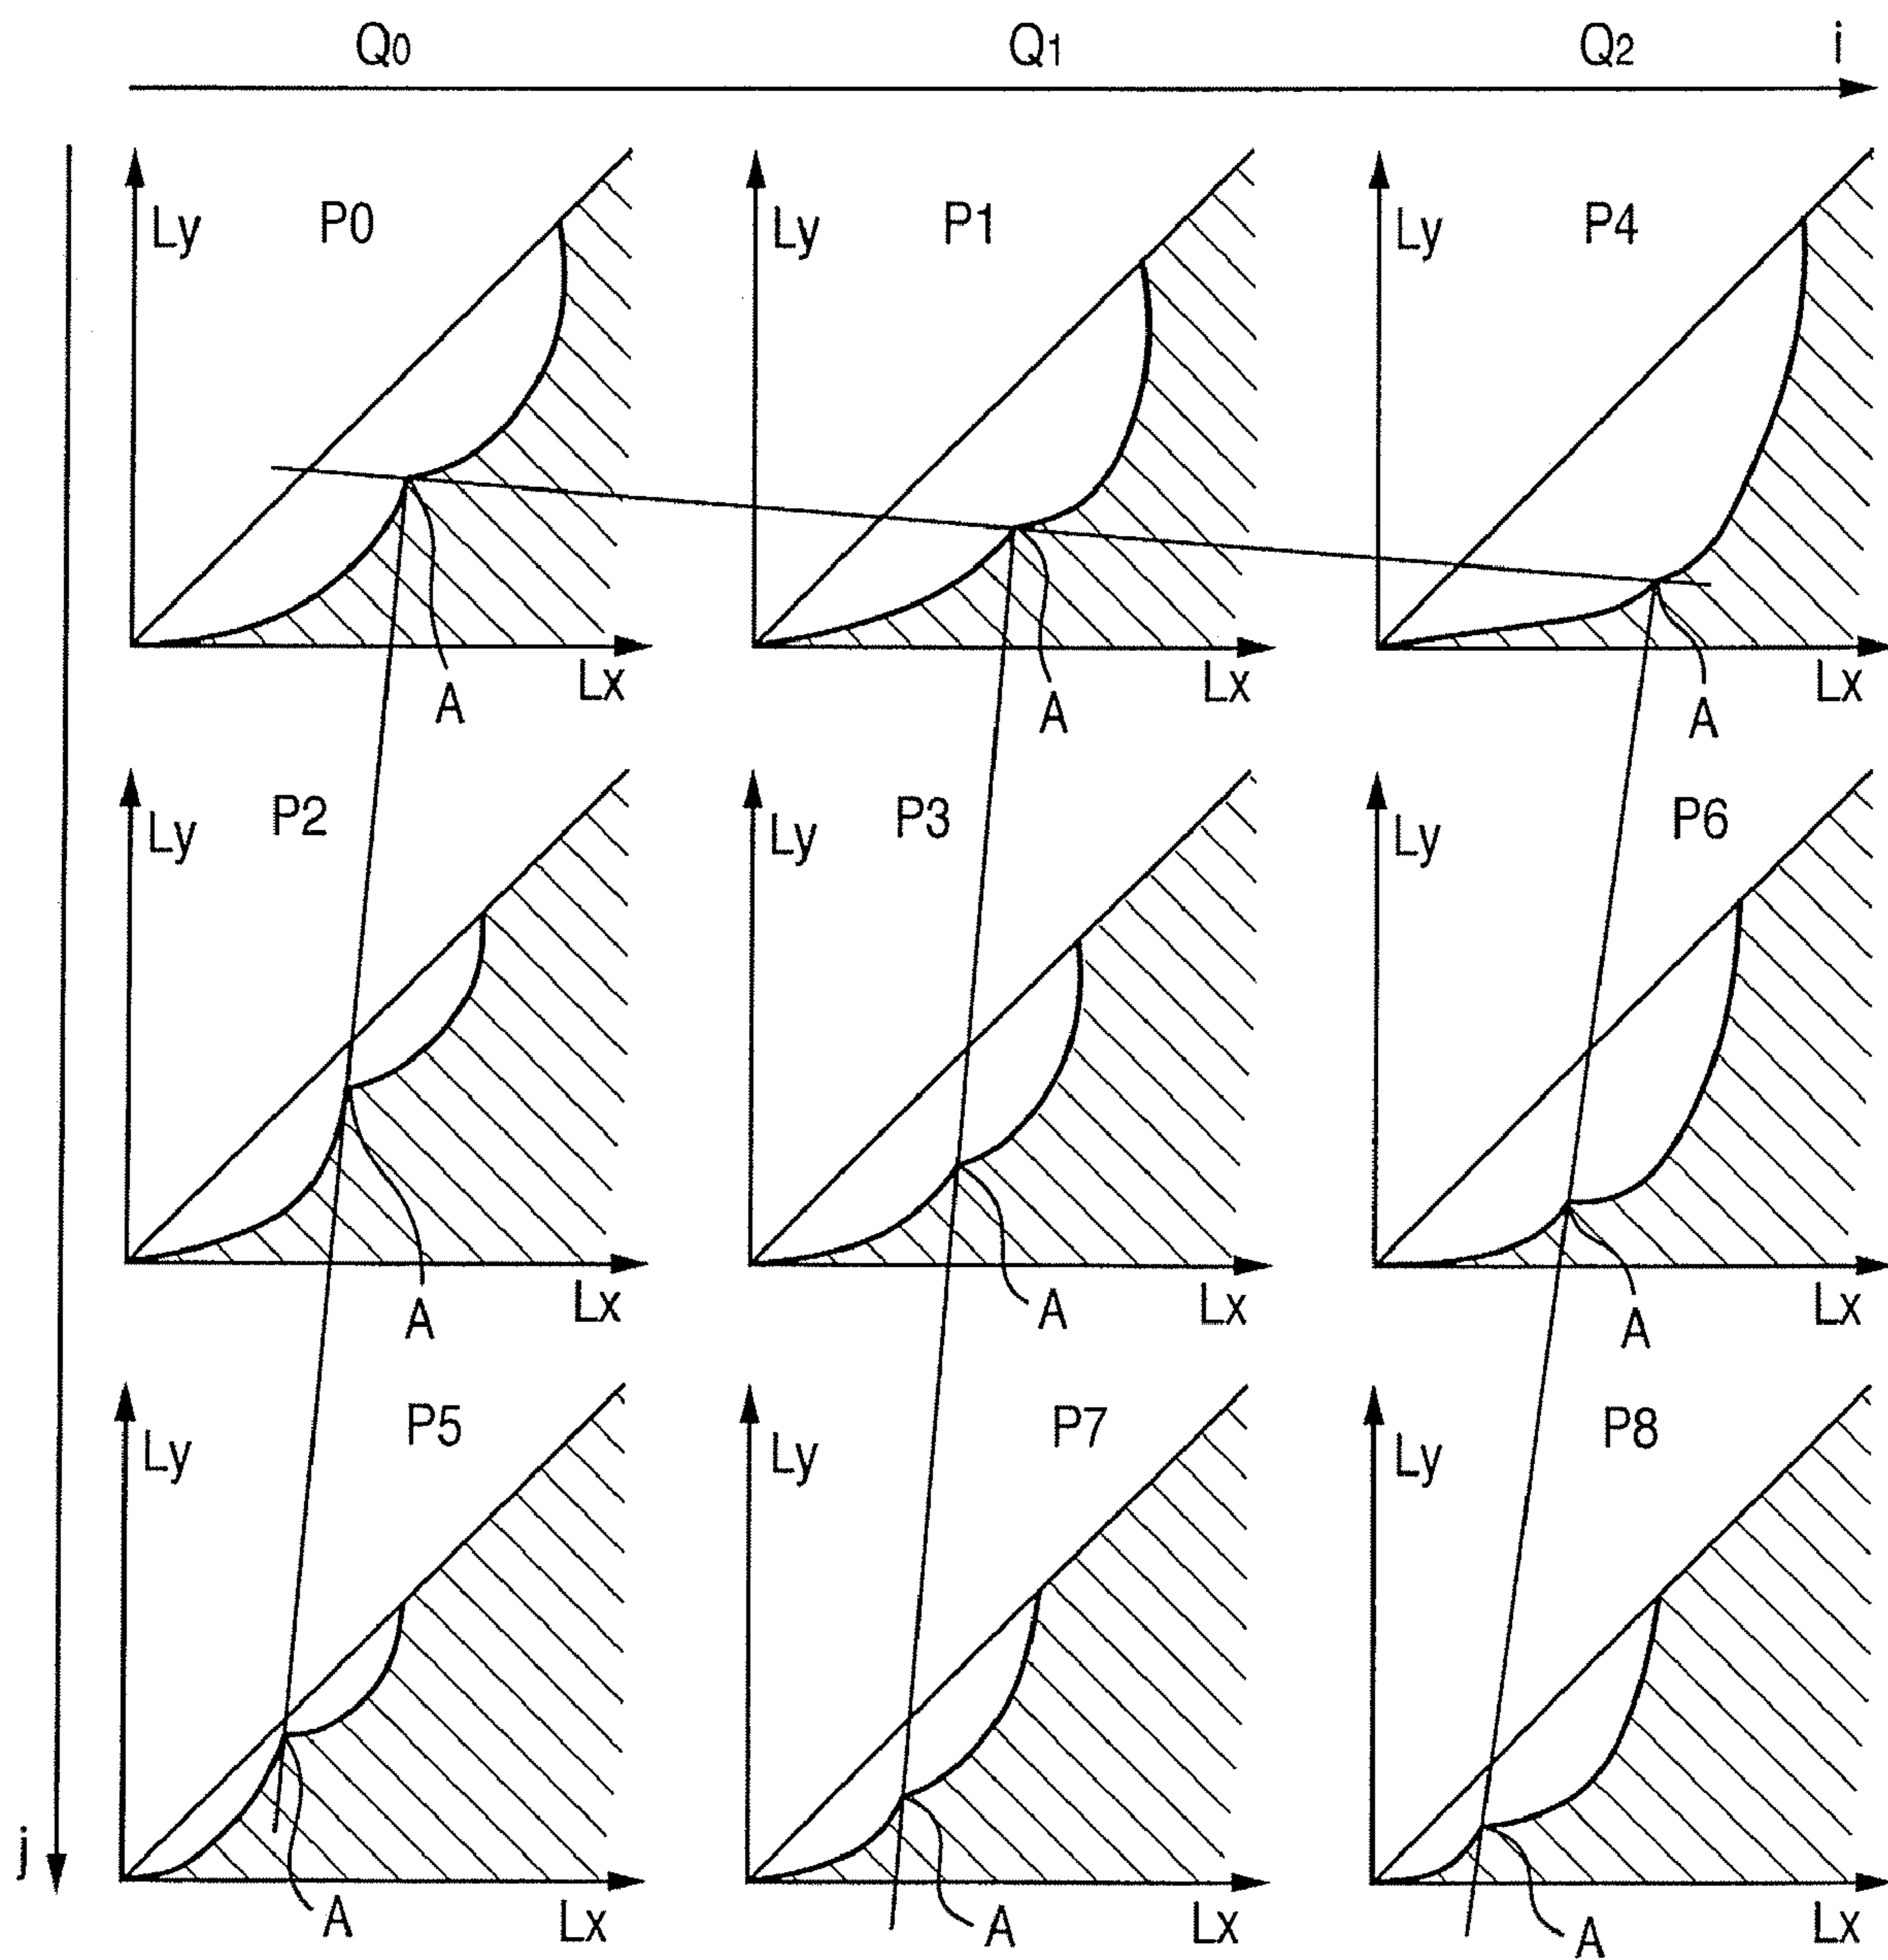 Q0 Q1 Q2 i
Ly P0 Ly P1 Ly P4
Lx Lx Lx
A A A
Ly P2 Ly P3 Ly P6
Lx Lx Lx
A A A
Ly P5 Ly P7 Ly P8
j
Lx Lx Lx
A A A